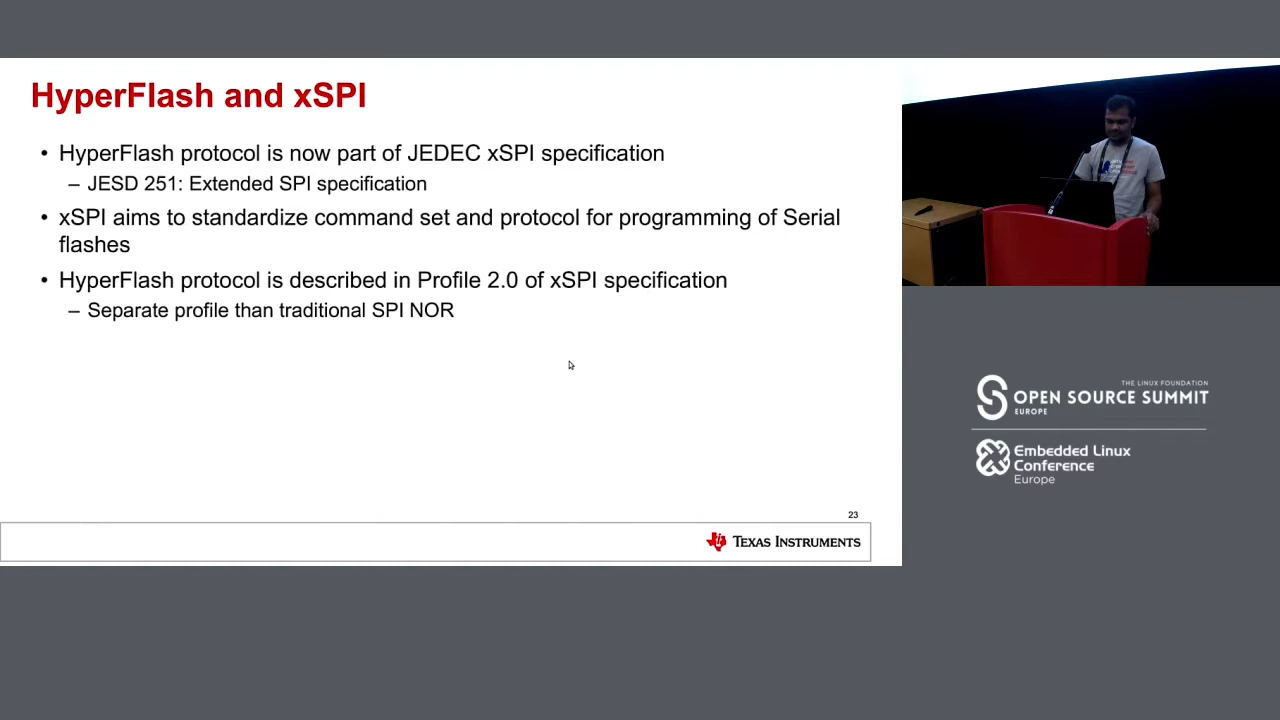 HyperFlash and xSPI
• HyperFlash protocol is now part of JEDEC xSPI specification
– JESD 251: Extended SPI specification
• xSPI aims to standardize command set and protocol for programming of Serial
flashes
• HyperFlash protocol is described in Profile 2.0 of xSPI specification
– Separate profile than traditional SPI NOR
23
TEXAS INSTRUMENTS
THE LINUX FOUNDATION
OPEN SOURCE SUMMIT
EUROPE
Embedded Linux
Conference
Europe